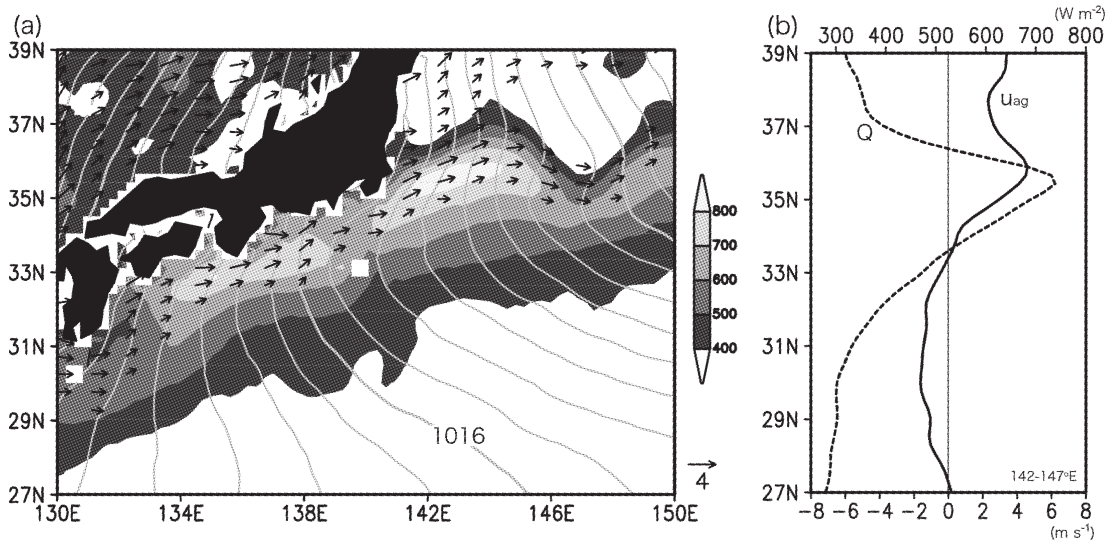 (a)
39N
37N
35N
33N
31N
29N
27N
130E 134E 138E 142E 146E 150E
1016
800
700
600
500
400
4
(b)
(W m⁻²)
300 400 500 600 700 800
39N
37N
35N
33N
31N
29N
27N
uag
Q
142-147°E
-8 -6 -4 -2 0 2 4 6 8
(m s⁻¹)